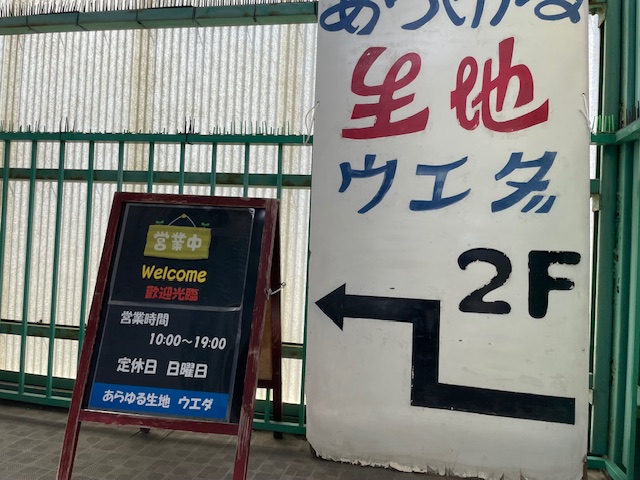 営業中
Welcome
歡迎光臨
営業時間
10:00～19:00
定休日 日曜日
あらゆる生地 ウエダ
あらゆる
生地
ウエダ
2F